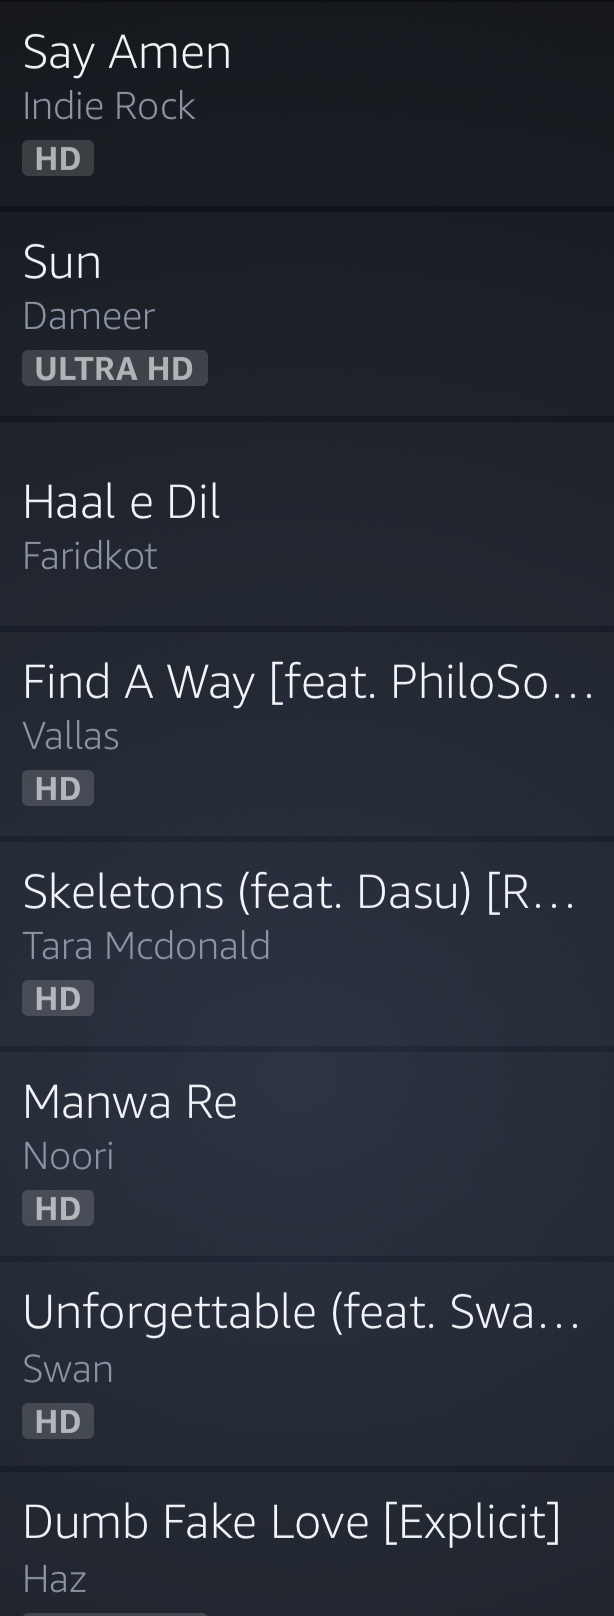 Say Amen
Indie Rock
HD
Sun
Dameer
ULTRA HD
Haal e Dil
Faridkot
Find A Way [feat. PhiloSo...
Vallas
HD
Skeletons (feat. Dasu) [R...
Tara Mcdonald
HD
Manwa Re
Noori
HD
Unforgettable (feat. Swa...
Swan
HD
Dumb Fake Love [Explicit]
Haz